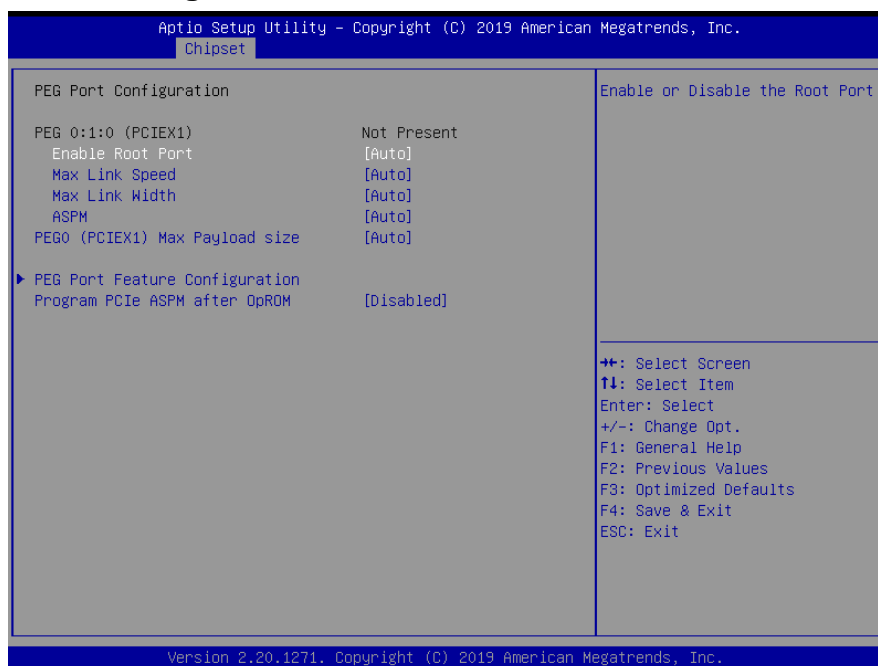 Aptio Setup Utility – Copyright (C) 2019 American Megatrends, Inc.
Chipset
PEG Port Configuration
Enable or Disable the Root Port
PEG 0:1:0 (PCIEX1) Not Present
Enable Root Port [Auto]
Max Link Speed [Auto]
Max Link Width [Auto]
ASPM [Auto]
PEG0 (PCIEX1) Max Payload size [Auto]
PEG Port Feature Configuration
Program PCIe ASPM after OpROM [Disabled]
→←: Select Screen
↑↓: Select Item
Enter: Select
+/-: Change Opt.
F1: General Help
F2: Previous Values
F3: Optimized Defaults
F4: Save & Exit
ESC: Exit
Version 2.20.1271. Copyright (C) 2019 American Megatrends, Inc.